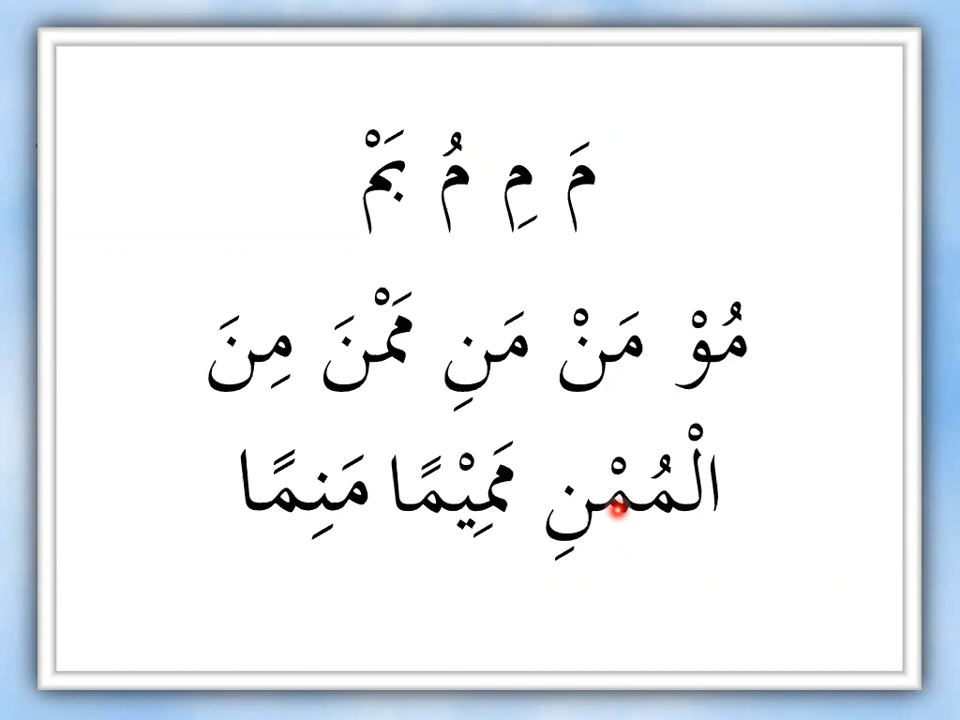 مَ مِ مُ بَمْ
مُوْ مَنْ مَنِ مَمْنَ مِنَ
الْمُمْنِ مَمِيْمًا مَنِمًا